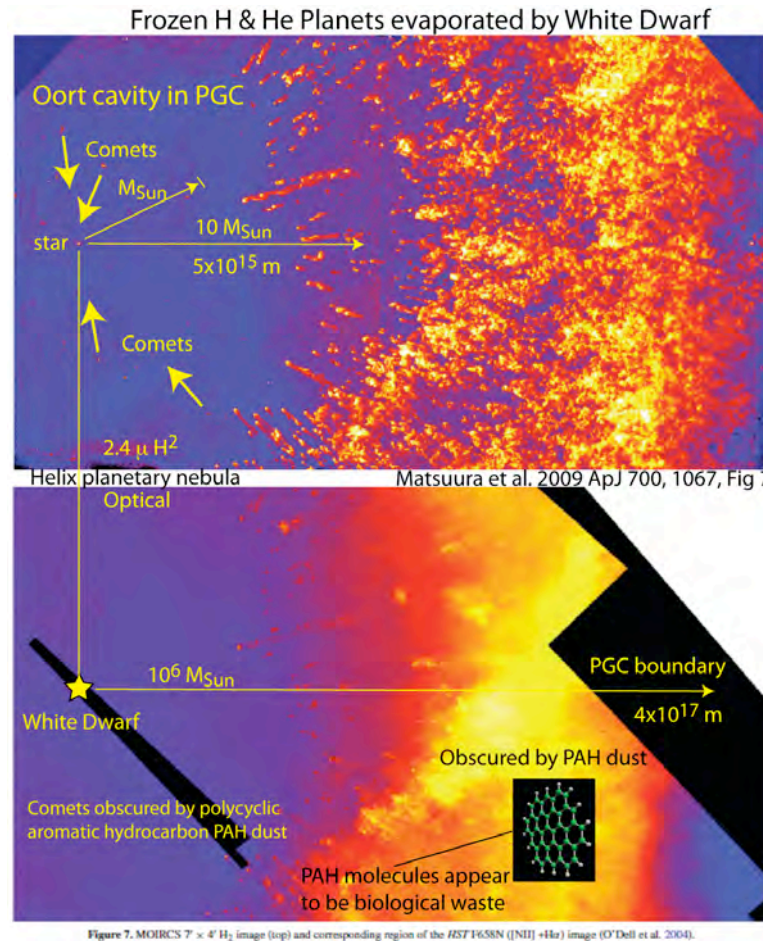 Frozen H & He Planets evaporated by White Dwarf
Oort cavity in PGC
Comets
MSun
star
10 MSun
5x10¹⁵ m
Comets
2.4 μ H²
Helix planetary nebula
Matsuura et al. 2009 ApJ 700, 1067, Fig 7
Optical
10⁶ MSun
PGC boundary
White Dwarf
4x10¹⁷ m
Obscured by PAH dust
Comets obscured by polycyclic
aromatic hydrocarbon PAH dust
PAH molecules appear
to be biological waste
Figure 7. MOIRCS 7′ × 4′ H₂ image (top) and corresponding region of the HST F658N ([NII] +Hα) image (O'Dell et al. 2004).